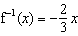 f⁻¹(x) = −2/3 x